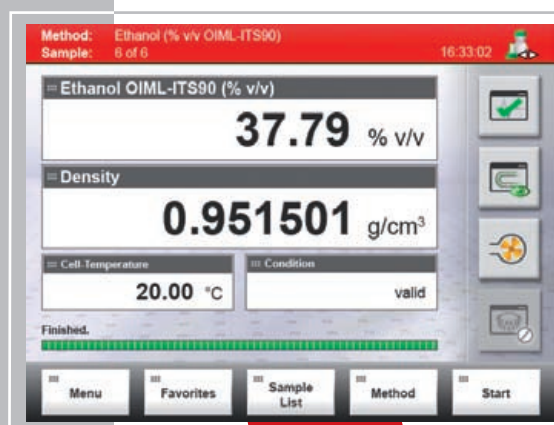 Method: Ethanol (% v/v OIML-ITS90)
Sample: 6 of 6
16:33:02
Ethanol OIML-ITS90 (% v/v)
37.79 % v/v
Density
0.951501 g/cm³
Cell-Temperature
20.00 °C
Condition
valid
Finished.
Menu
Favorites
Sample
List
Method
Start